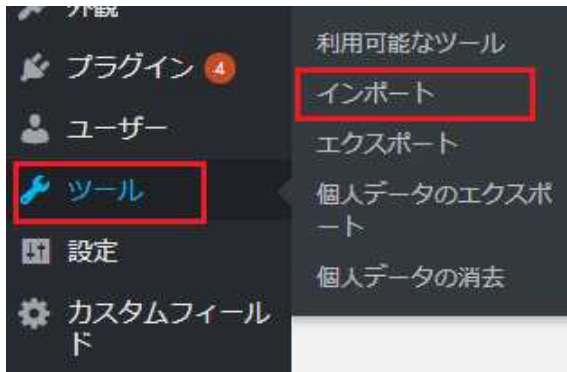 外観
プラグイン 4
ユーザー
ツール
設定
カスタムフィール
ド
利用可能なツール
インポート
エクスポート
個人データのエクスポ
ート
個人データの消去